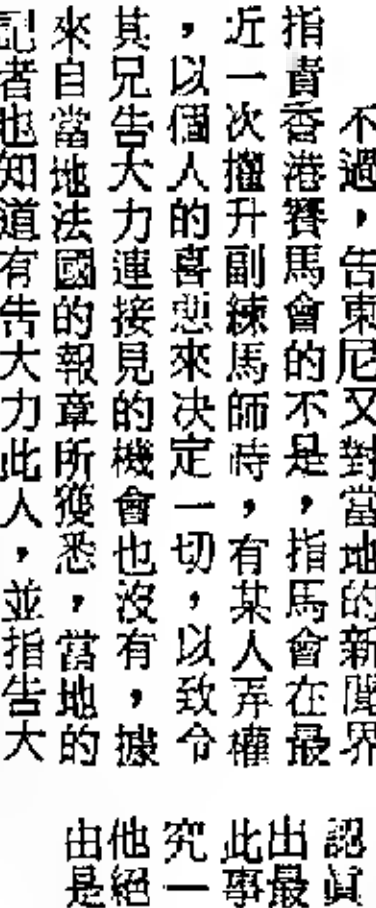 不過，告東尼又對當地的新聞界
指責香港賽馬會的不是，指馬會在最
近一次擢升副練馬師時，有某人弄權
，以個人的喜惡來决定一切，以致令
其兄告大力連接見的機會也沒有，據
來自當地法國的報章所獲悉，當地的
記者也知道有告大力此人，並指告大
認眞
出最
此事
究一
他絕
由是